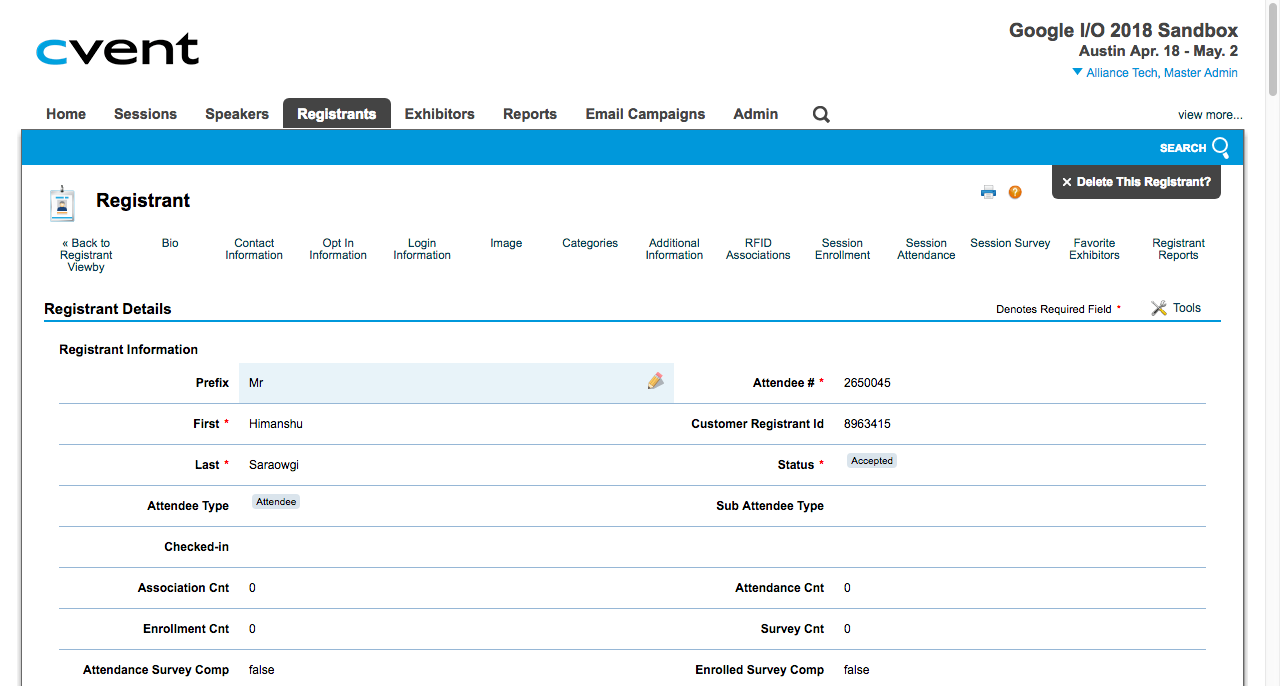 cvent
Google I/O 2018 Sandbox
Austin Apr. 18 - May. 2
Alliance Tech, Master Admin
Home Sessions Speakers Registrants Exhibitors Reports Email Campaigns Admin
view more...
SEARCH
Registrant
× Delete This Registrant?
« Back to Registrant Viewby
Bio
Contact Information
Opt In Information
Login Information
Image
Categories
Additional Information
RFID Associations
Session Enrollment
Session Attendance
Session Survey
Favorite Exhibitors
Registrant Reports
Registrant Details Denotes Required Field * Tools
Registrant Information
Prefix Mr Attendee # * 2650045
First * Himanshu Customer Registrant Id 8963415
Last * Saraowgi Status * Accepted
Attendee Type Attendee Sub Attendee Type
Checked-in
Association Cnt 0 Attendance Cnt 0
Enrollment Cnt 0 Survey Cnt 0
Attendance Survey Comp false Enrolled Survey Comp false